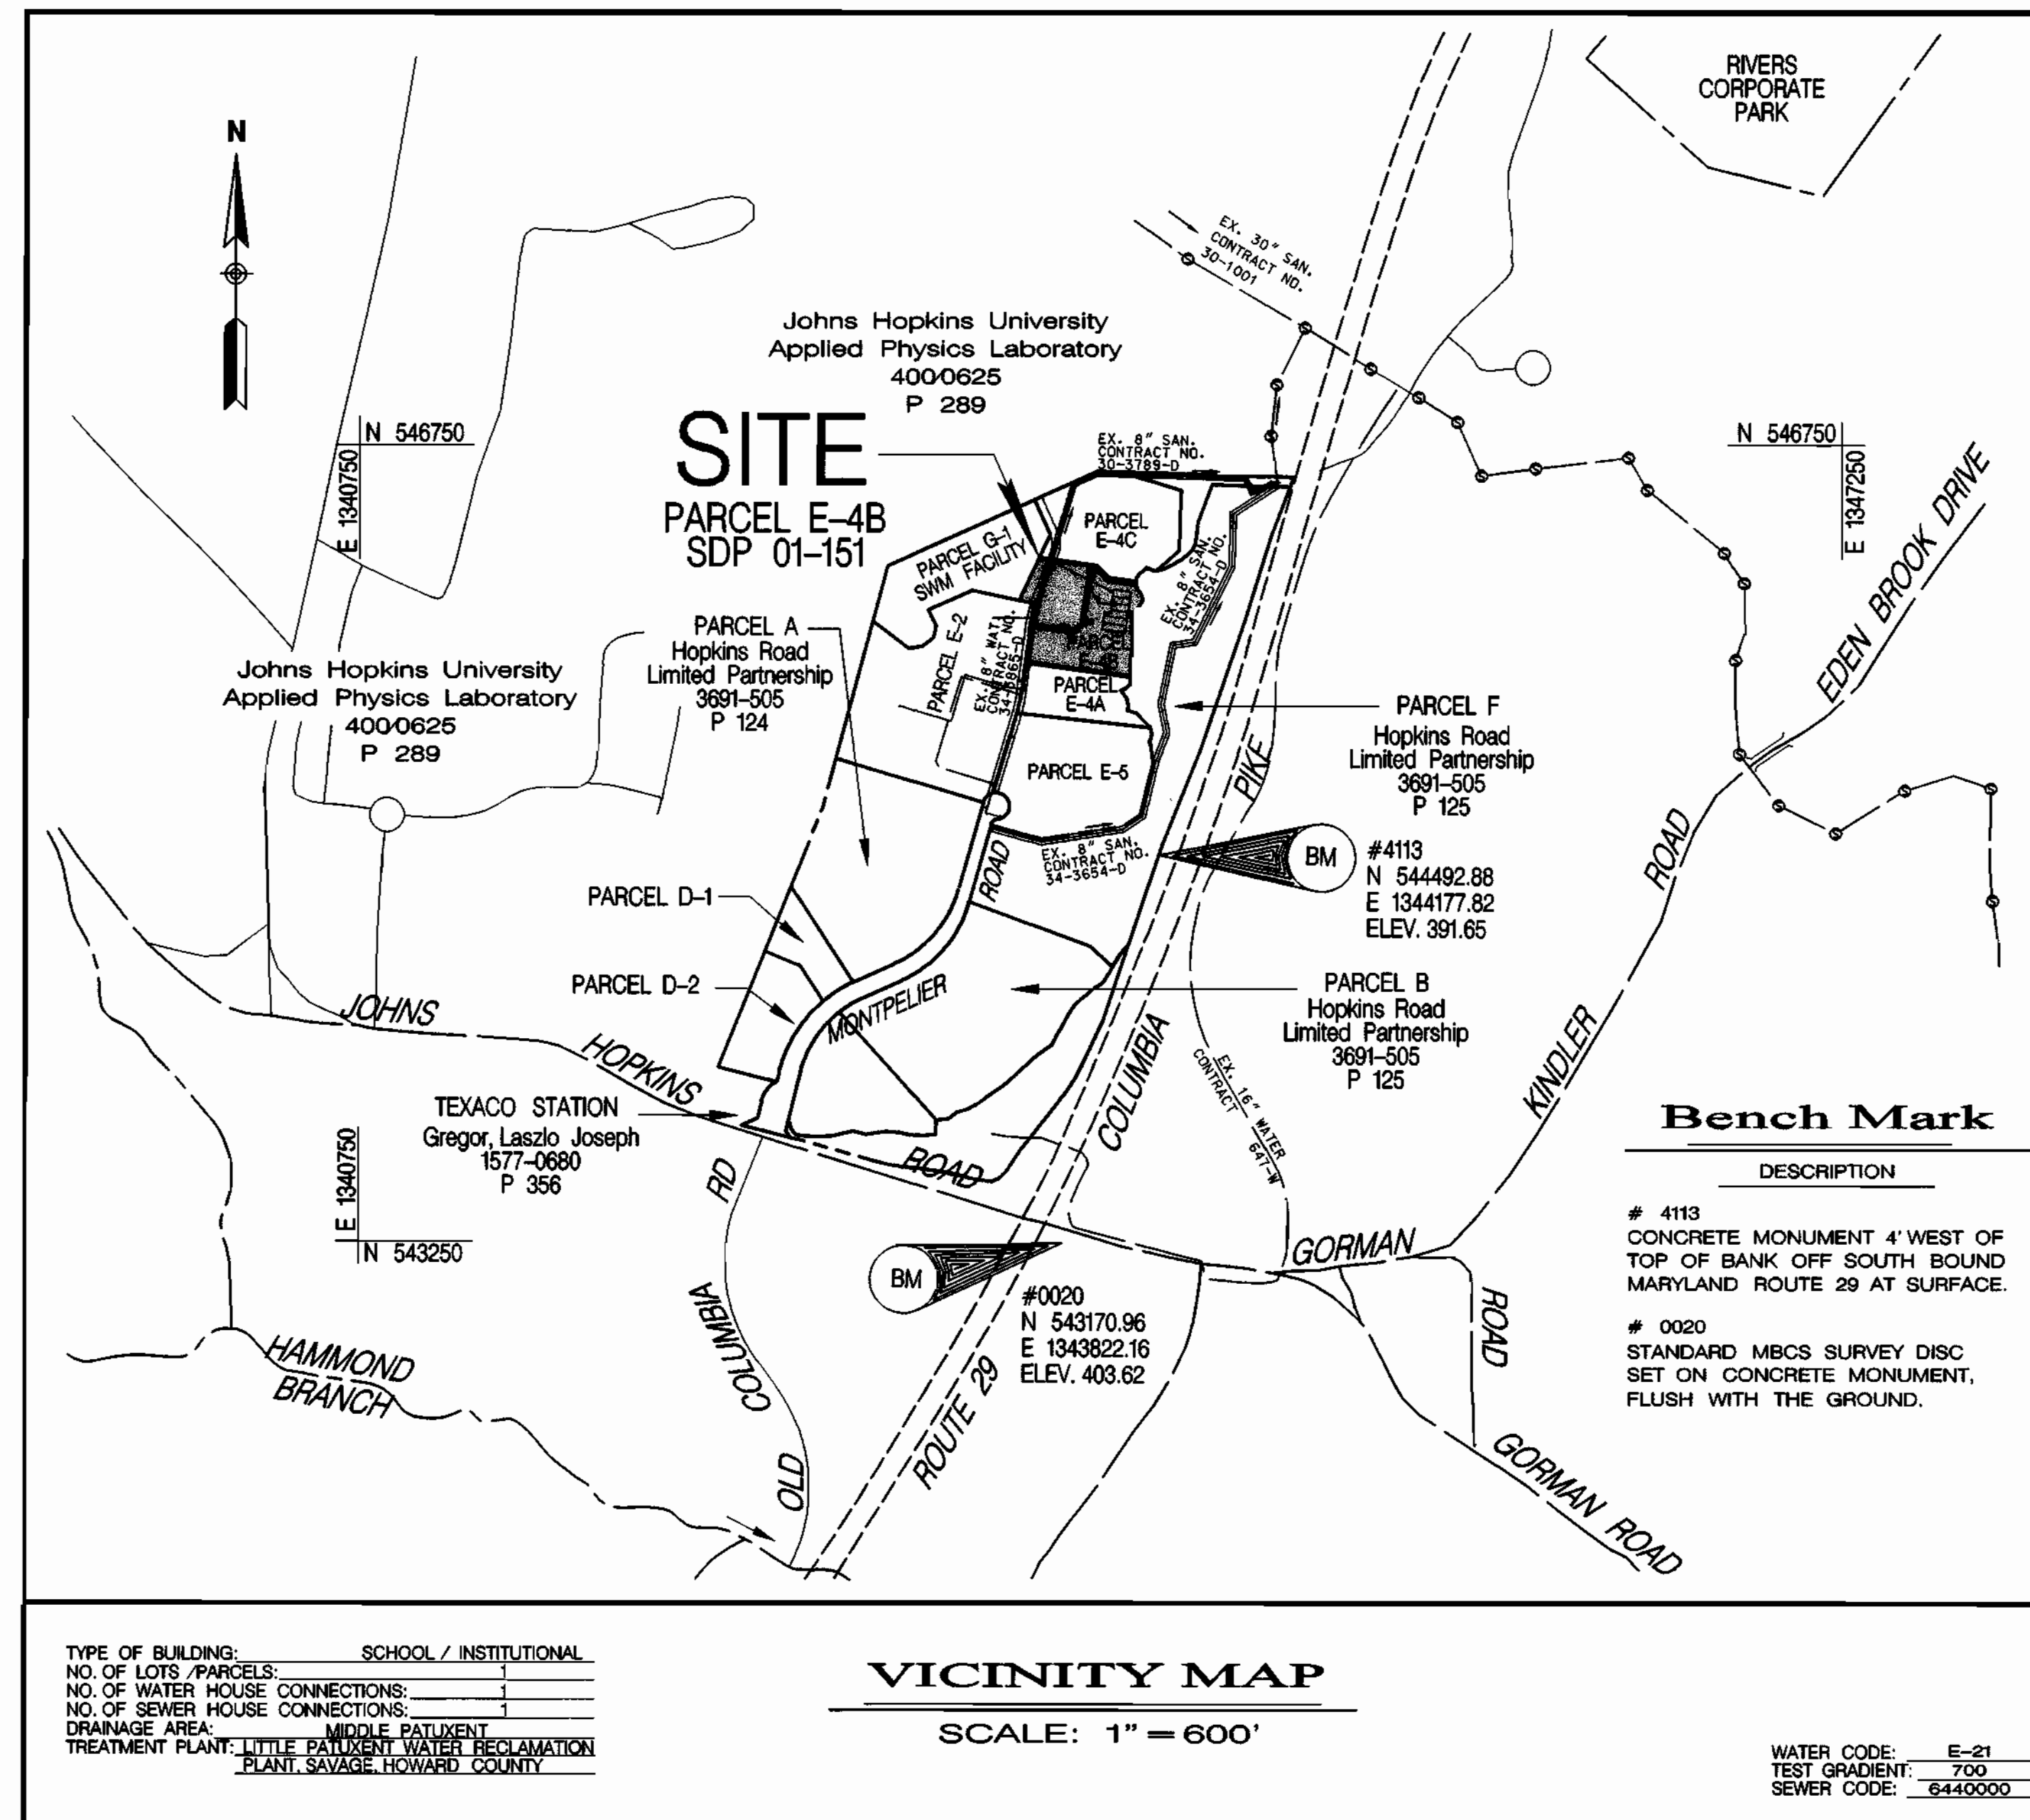 RIVERS
CORPORATE
PARK
N
EX. 30" SAN.
CONTRACT NO.
30-1001
Johns Hopkins University
Applied Physics Laboratory
400/0625
P 289
SITE
PARCEL E-4B
SDP 01-151
N 546750
E 1340750
EX. 8" SAN.
CONTRACT NO.
30-3789-D
N 546750
E 1347250
EDEN BROOK DRIVE
PARCEL
E-4C
PARCEL G-1
SWM FACILITY
EX. 8" SAN.
CONTRACT NO.
34-3654-D
PARCEL E-2
EX. 8" WAT.
CONTRACT NO.
PARCEL A
Hopkins Road
Limited Partnership
3691-505
P 124
Johns Hopkins University
Applied Physics Laboratory
400/0625
P 289
PARCEL
E-4A
PARCEL F
Hopkins Road
Limited Partnership
3691-505
P 125
PARCEL E-5
PIKE
ROAD
EX. 8" SAN.
CONTRACT NO.
34-3654-D
BM
#4113
N 544492.88
E 1344177.82
ELEV. 391.65
ROAD
PARCEL D-1
PARCEL D-2
MONTPELIER
PARCEL B
Hopkins Road
Limited Partnership
3691-505
P 125
JOHNS
HOPKINS
COLUMBIA
EX. 16" WATER
CONTRACT 647-W
KINDLER
TEXACO STATION
Gregor, Laszlo Joseph
1577-0680
P 356
E 1340750
N 543250
RD
ROAD
GORMAN
BM
#0020
N 543170.96
E 1343822.16
ELEV. 403.62
COLUMBIA
ROAD
HAMMOND
BRANCH
OLD
ROUTE 29
GORMAN ROAD
Bench Mark
DESCRIPTION
# 4113
CONCRETE MONUMENT 4' WEST OF
TOP OF BANK OFF SOUTH BOUND
MARYLAND ROUTE 29 AT SURFACE.
# 0020
STANDARD MBCS SURVEY DISC
SET ON CONCRETE MONUMENT,
FLUSH WITH THE GROUND.
TYPE OF BUILDING: SCHOOL / INSTITUTIONAL
NO. OF LOTS /PARCELS: 1
NO. OF WATER HOUSE CONNECTIONS: 1
NO. OF SEWER HOUSE CONNECTIONS: 1
DRAINAGE AREA: MIDDLE PATUXENT
TREATMENT PLANT: LITTLE PATUXENT WATER RECLAMATION
PLANT, SAVAGE, HOWARD COUNTY
VICINITY MAP
SCALE: 1" = 600'
WATER CODE: E-21
TEST GRADIENT: 700
SEWER CODE: 6440000